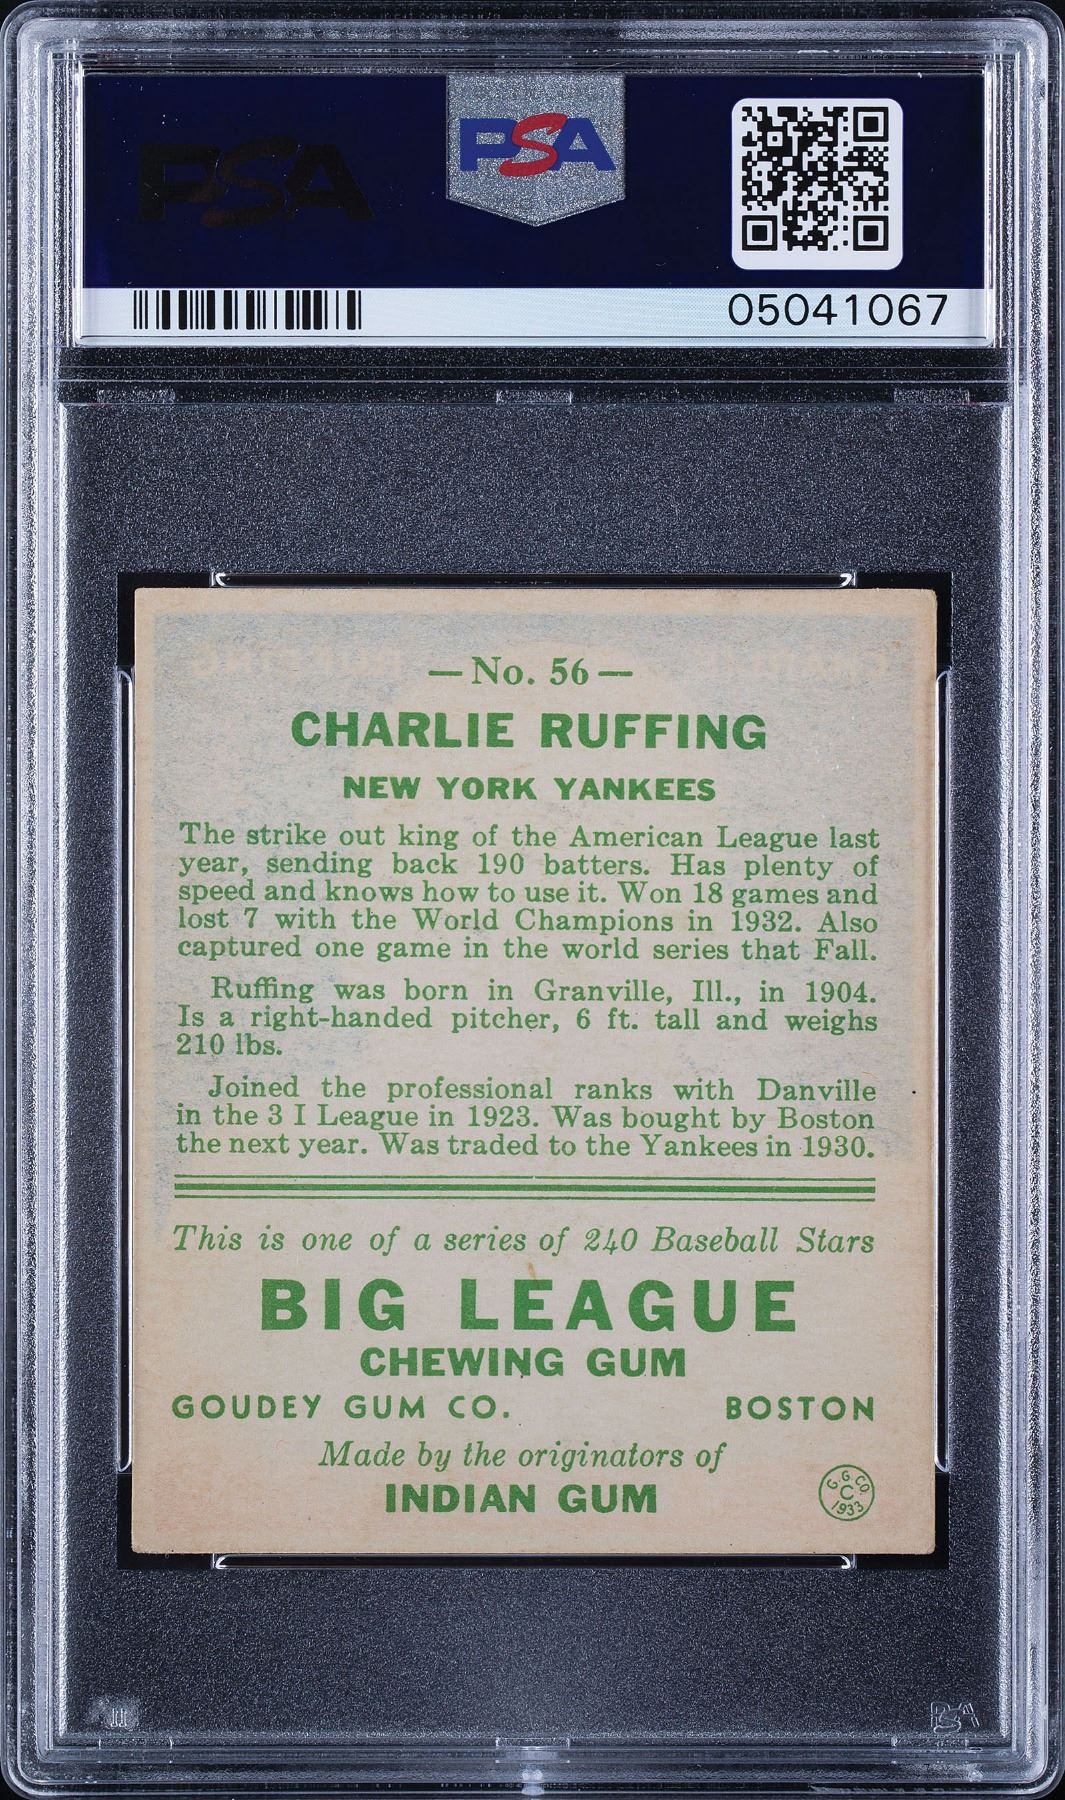 PSA
PSA
05041067
— No. 56 —
CHARLIE RUFFING
NEW YORK YANKEES
The strike out king of the American League last
year, sending back 190 batters. Has plenty of
speed and knows how to use it. Won 18 games and
lost 7 with the World Champions in 1932. Also
captured one game in the world series that Fall.
Ruffing was born in Granville, Ill., in 1904.
Is a right-handed pitcher, 6 ft. tall and weighs
210 lbs.
Joined the professional ranks with Danville
in the 3 I League in 1923. Was bought by Boston
the next year. Was traded to the Yankees in 1930.
This is one of a series of 240 Baseball Stars
BIG LEAGUE
CHEWING GUM
GOUDEY GUM CO. BOSTON
Made by the originators of
INDIAN GUM
G. G. CO.
C
1933
PSA